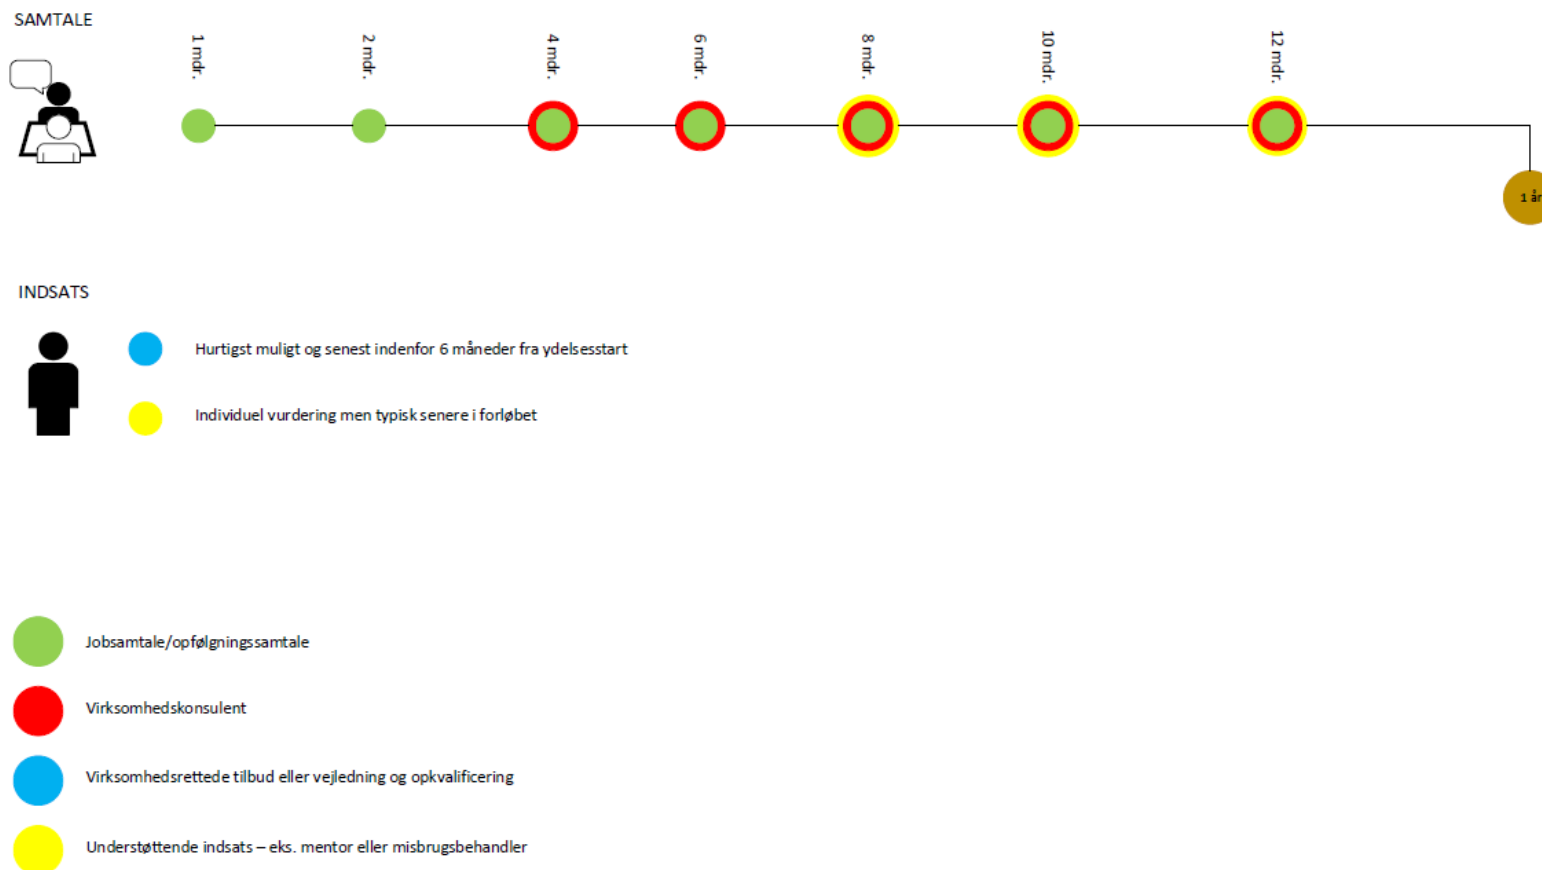 SAMTALE
1 mdr.
2 mdr.
4 mdr.
6 mdr.
8 mdr.
10 mdr.
12 mdr.
1 år
INDSATS
Hurtigst muligt og senest indenfor 6 måneder fra ydelsesstart
Individuel vurdering men typisk senere i forløbet
Jobsamtale/opfølgningssamtale
Virksomhedskonsulent
Virksomhedsrettede tilbud eller vejledning og opkvalificering
Understøttende indsats – eks. mentor eller misbrugsbehandler